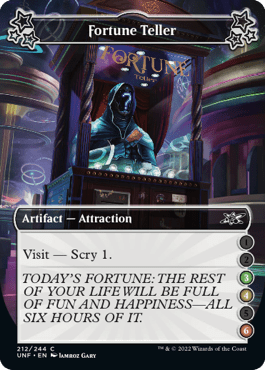 Fortune Teller
FORTUNE
Teller
Artifact — Attraction
Visit — Scry 1.
TODAY'S FORTUNE: THE REST
OF YOUR LIFE WILL BE FULL
OF FUN AND HAPPINESS—ALL
SIX HOURS OF IT.
1
2
3
4
5
6
212/244 C
UNF • EN Jarroz Gary
™ & © 2022 Wizards of the Coast